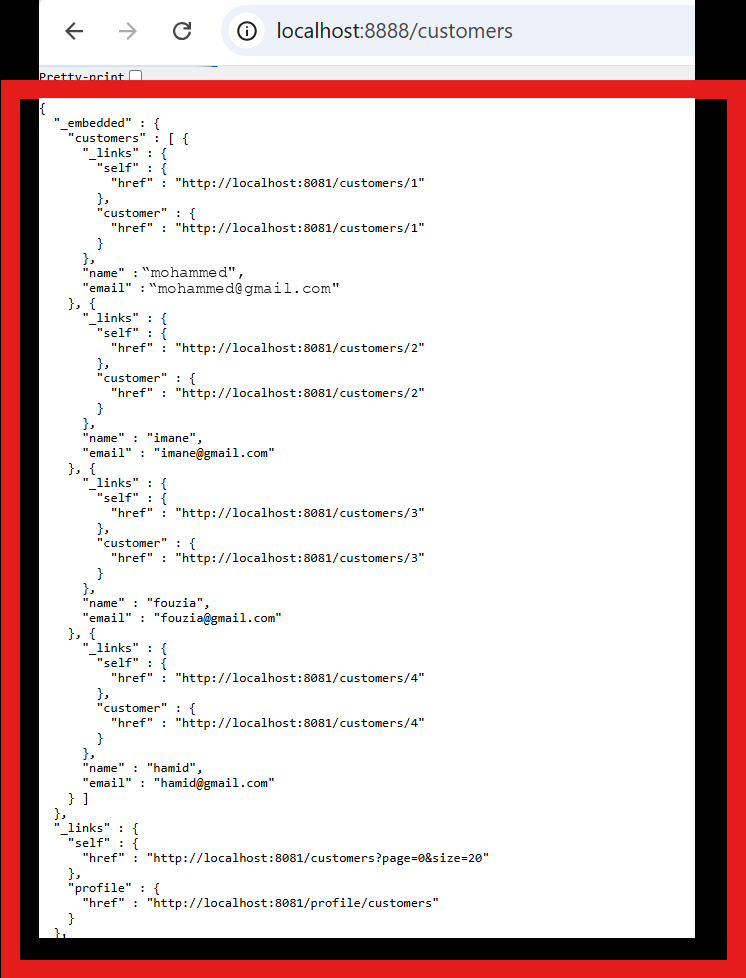 localhost:8888/customers
Pretty-print
{
  "_embedded" : {
    "customers" : [ {
      "_links" : {
        "self" : {
          "href" : "http://localhost:8081/customers/1"
        },
        "customer" : {
          "href" : "http://localhost:8081/customers/1"
        }
      },
      "name" :“mohammed",
      "email" :“mohammed@gmail.com"
    }, {
      "_links" : {
        "self" : {
          "href" : "http://localhost:8081/customers/2"
        },
        "customer" : {
          "href" : "http://localhost:8081/customers/2"
        }
      },
      "name" : "imane",
      "email" : "imane@gmail.com"
    }, {
      "_links" : {
        "self" : {
          "href" : "http://localhost:8081/customers/3"
        },
        "customer" : {
          "href" : "http://localhost:8081/customers/3"
        }
      },
      "name" : "fouzia",
      "email" : "fouzia@gmail.com"
    }, {
      "_links" : {
        "self" : {
          "href" : "http://localhost:8081/customers/4"
        },
        "customer" : {
          "href" : "http://localhost:8081/customers/4"
        }
      },
      "name" : "hamid",
      "email" : "hamid@gmail.com"
    } ]
  },
  "_links" : {
    "self" : {
      "href" : "http://localhost:8081/customers?page=0&size=20"
    },
    "profile" : {
      "href" : "http://localhost:8081/profile/customers"
    }
  },